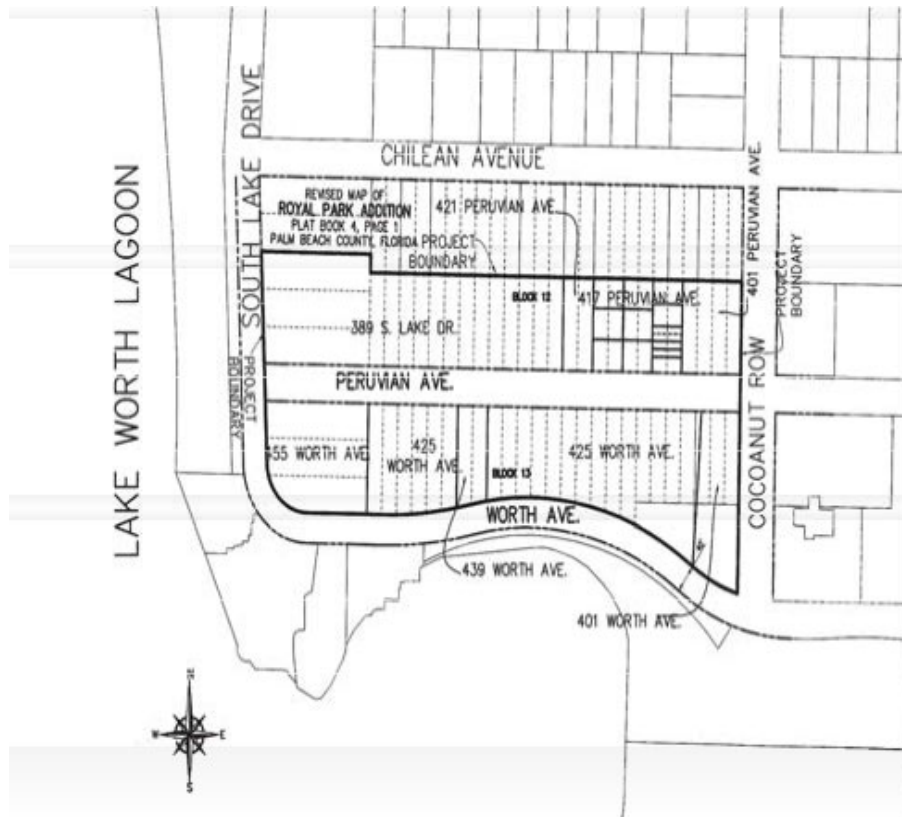 LAKE WORTH LAGOON
SOUTH LAKE DRIVE
CHILEAN AVENUE
REVISED MAP OF
ROYAL PARK ADDITION
PLAT BOOK 4, PAGE 1
PALM BEACH COUNTY, FLORIDA
421 PERUVIAN AVE.
PROJECT
BOUNDARY
401 PERUVIAN AVE.
PROJECT
BOUNDARY
BLOCK 12
417 PERUVIAN AVE.
389 S. LAKE DR.
PROJECT
BOUNDARY
PERUVIAN AVE.
COCOANUT ROW
455 WORTH AVE
425
WORTH AVE.
425 WORTH AVE.
BLOCK 13
WORTH AVE.
439 WORTH AVE.
401 WORTH AVE.
W
E
S